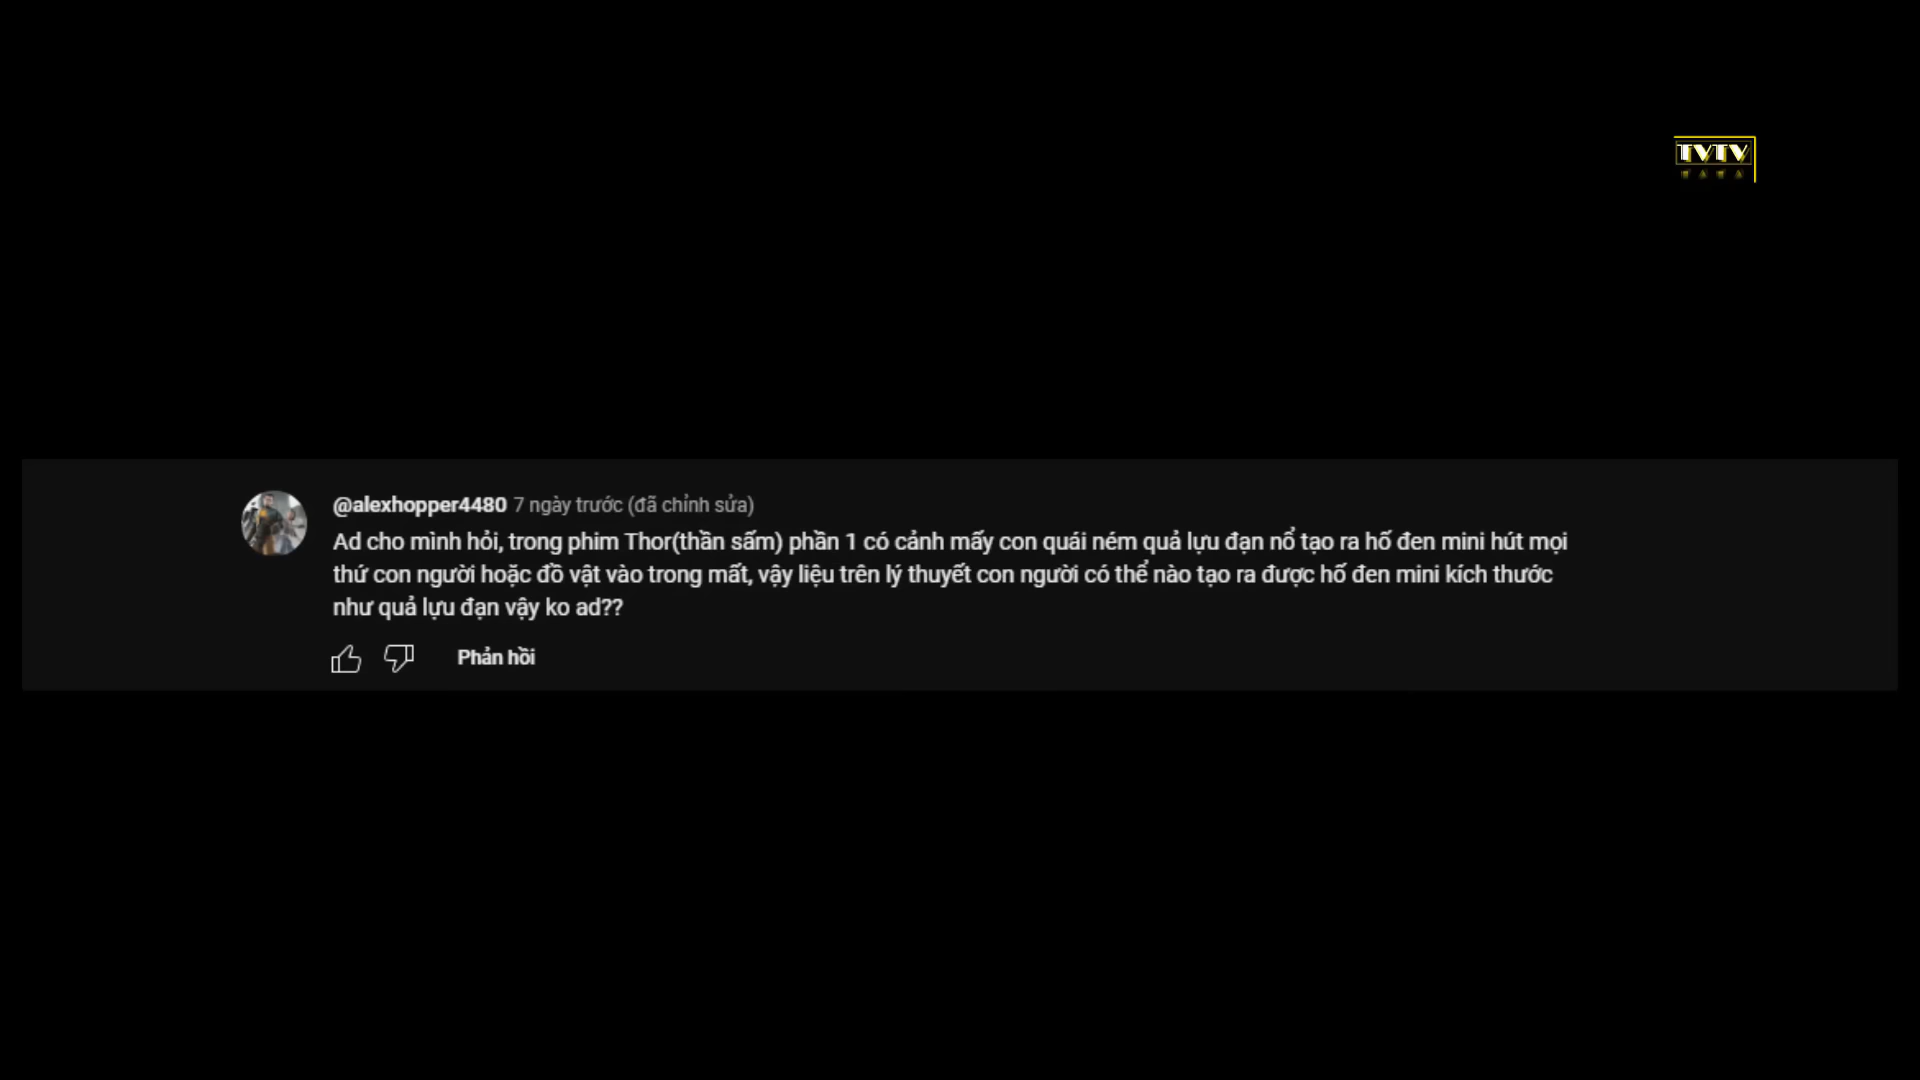 TVTV
@alexhopper4480 7 ngày trước (đã chỉnh sửa)
Ad cho mình hỏi, trong phim Thor(thần sấm) phần 1 có cảnh mấy con quái ném quả lựu đạn nổ tạo ra hố đen mini hút mọi
thứ con người hoặc đồ vật vào trong mất, vậy liệu trên lý thuyết con người có thể nào tạo ra được hố đen mini kích thước
như quả lựu đạn vậy ko ad??
Phản hồi